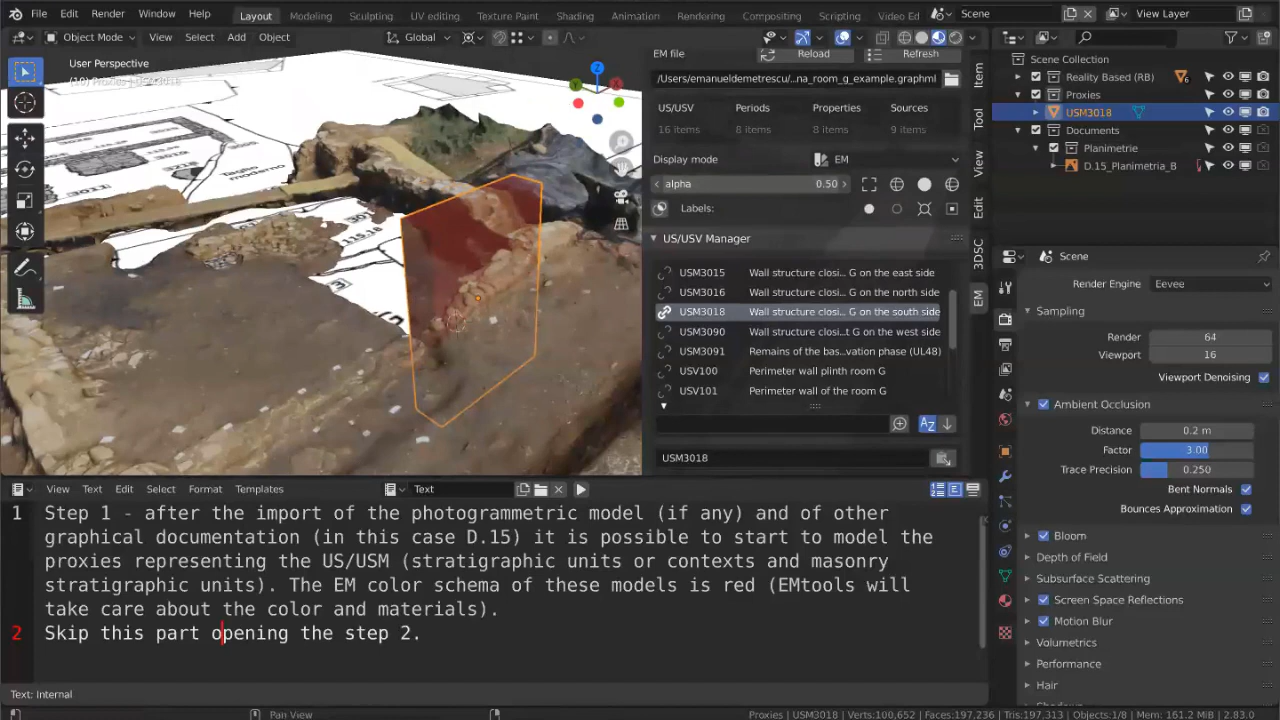 File Edit Render Window Help Layout Modeling Sculpting UV editing Texture Paint Shading Animation Rendering Compositing Scripting Video Ed Scene View Layer
Object Mode View Select Add Object Global
User Perspective
EM file Reload Refresh
/Users/emanueldemetrescu/...na_room_g_example.graphml
US/USV Periods Properties Sources
16 items 8 items 8 items 9 items
Display mode EM
alpha 0.50
Labels:
US/USV Manager
USM3015 Wall structure closi... G on the east side
USM3016 Wall structure closi... G on the north side
USM3018 Wall structure closi... G on the south side
USM3090 Wall structure closi...t G on the west side
USM3091 Remains of the bas...vation phase (UL48)
USV100 Perimeter wall plinth room G
USV101 Perimeter wall of the room G
USM3018
Item
Tool
View
Edit
3DSC
EM
Scene Collection
Reality Based (RB) 6
Proxies
USM3018
Documents
Planimetrie
D.15_Planimetria_B
Scene
Render Engine Eevee
Sampling
Render 64
Viewport 16
Viewport Denoising
Ambient Occlusion
Distance 0.2 m
Factor 3.00
Trace Precision 0.250
Bent Normals
Bounces Approximation
Bloom
Depth of Field
Subsurface Scattering
Screen Space Reflections
Motion Blur
Volumetrics
Performance
Hair
Taglio
moderno
115.18
View Text Edit Select Format Templates Text
1 Step 1 - after the import of the photogrammetric model (if any) and of other
graphical documentation (in this case D.15) it is possible to start to model the
proxies representing the US/USM (stratigraphic units or contexts and masonry
stratigraphic units). The EM color schema of these models is red (EMtools will
take care about the color and materials).
2 Skip this part opening the step 2.
Text: Internal
Pan View
Proxies | USM3018 | Verts:100,652 | Faces:197,236 | Tris:197,313 | Objects:1/8 | Mem: 161.2 MiB | 2.83.0